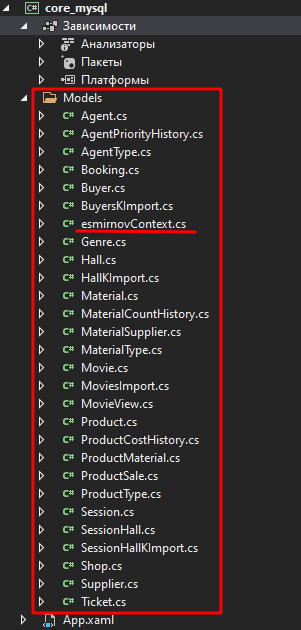 C# core_mysql
Зависимости
Анализаторы
Пакеты
Платформы
Models
C# Agent.cs
C# AgentPriorityHistory.cs
C# AgentType.cs
C# Booking.cs
C# Buyer.cs
C# BuyersKImport.cs
C# esmirnovContext.cs
C# Genre.cs
C# Hall.cs
C# HallKImport.cs
C# Material.cs
C# MaterialCountHistory.cs
C# MaterialSupplier.cs
C# MaterialType.cs
C# Movie.cs
C# MoviesImport.cs
C# MovieView.cs
C# Product.cs
C# ProductCostHistory.cs
C# ProductMaterial.cs
C# ProductSale.cs
C# ProductType.cs
C# Session.cs
C# SessionHall.cs
C# SessionHallKImport.cs
C# Shop.cs
C# Supplier.cs
C# Ticket.cs
App.xaml